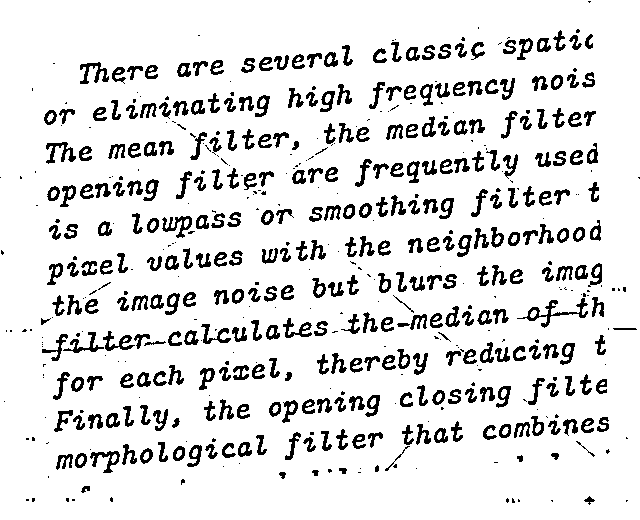 There are several classic spatic
or eliminating high frequency nois
The mean filter, the median filter
opening filter are frequently used
is a lowpass or smoothing filter t
pixel values with the neighborhood
the image noise but blurs the imag
filter calculates the median of th
for each pixel, thereby reducing t
Finally, the opening closing filte
morphological filter that combines